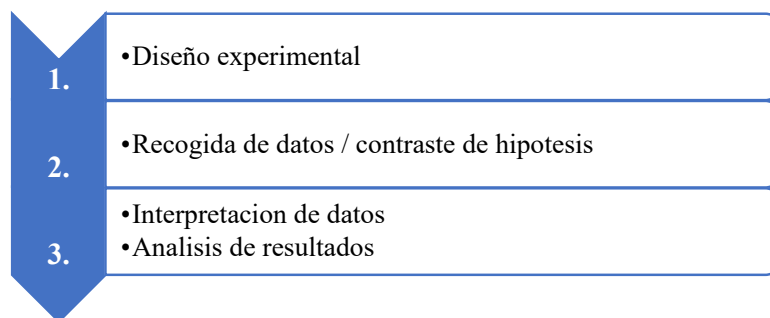 1.
•Diseño experimental
2.
•Recogida de datos / contraste de hipotesis
3.
•Interpretacion de datos
•Analisis de resultados